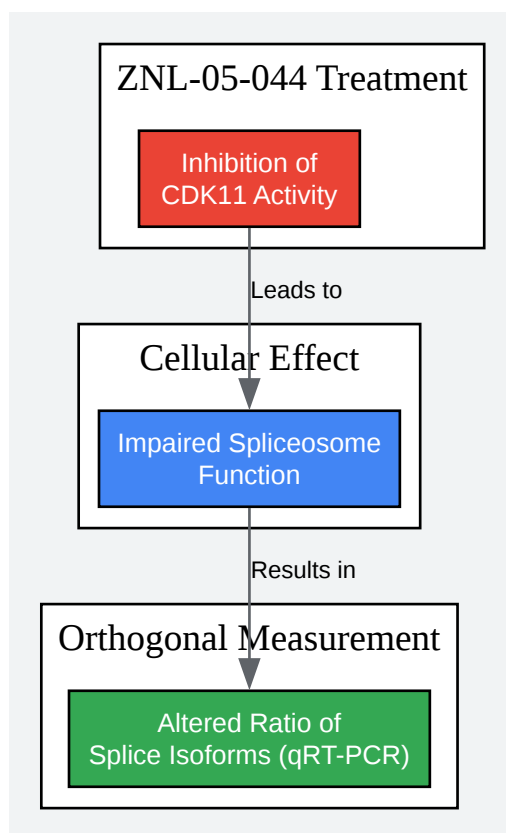 ZNL-05-044 Treatment
Inhibition of
CDK11 Activity
Leads to
Cellular Effect
Impaired Spliceosome
Function
Results in
Orthogonal Measurement
Altered Ratio of
Splice Isoforms (qRT-PCR)